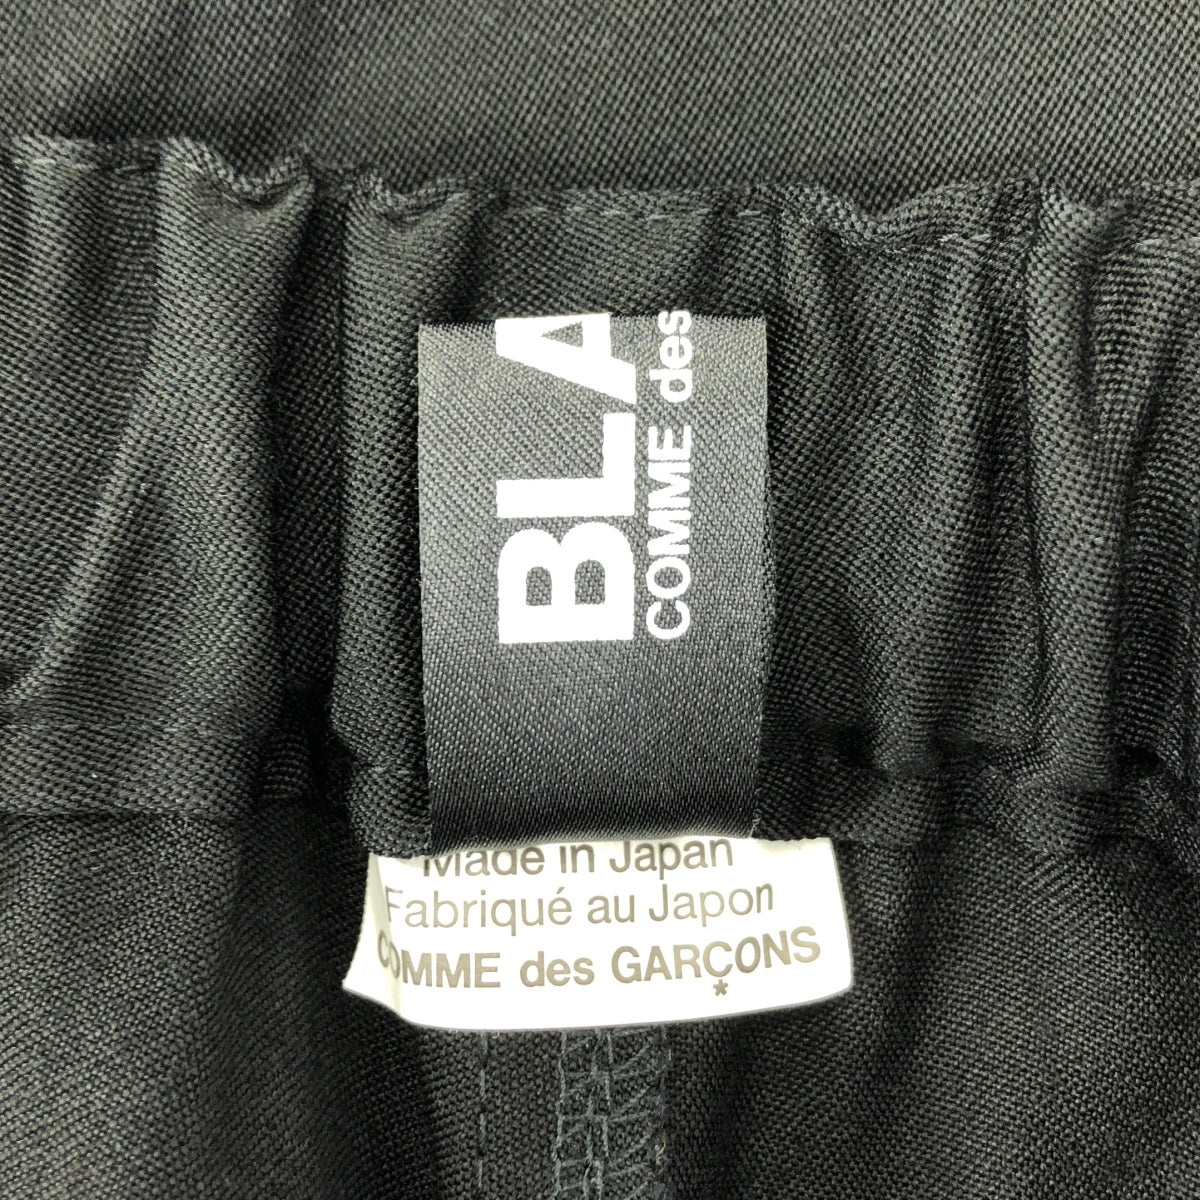 BLA
COMME des
Made in Japan
Fabriqué au Japon
COMME des GARÇONS
*